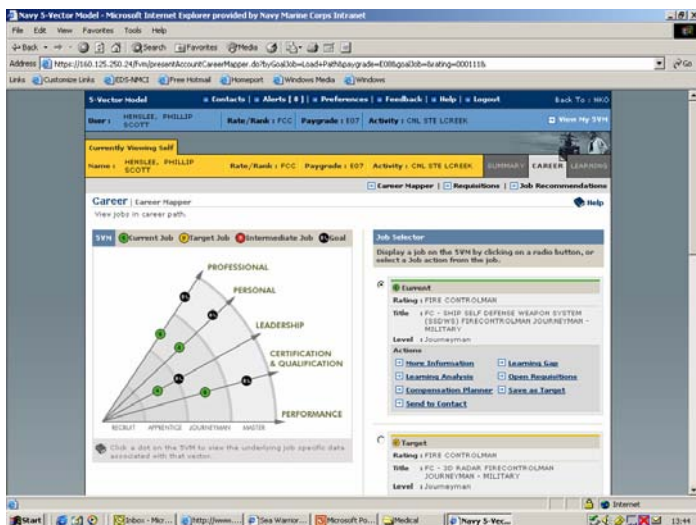 Navy 5-Vector Model - Microsoft Internet Explorer provided by Navy Marine Corps Intranet
File Edit View Favorites Tools Help
Back Search Favorites Media
Address https://160.125.250-24/fvm/presentAccountCareerMapper.do?byGoalJob=Load+Path&paygrade=E08&goalJob=&rating=000111& Go
Links Customize Links EDS-NMCI Free Hotmail Homeport Windows Media Windows
5-Vector Model Contacts | Alerts [ 0 ] | Preferences | Feedback | Help | Logout Back To : NKO
User : HENSLEE, PHILLIP SCOTT Rate/Rank : FCC Paygrade : E07 Activity : CNL STE LCREEK View My 5VM
Currently Viewing Self
Name : HENSLEE, PHILLIP SCOTT Rate/Rank : FCC Paygrade : E07 Activity : CNL STE LCREEK SUMMARY CAREER LEARNING
Career Mapper | Requisitions | Job Recommendations
Career | Career Mapper Help
View jobs in career path.
5VM Current Job Target Job Intermediate Job Goal
PROFESSIONAL
PERSONAL
LEADERSHIP
CERTIFICATION
& QUALIFICATION
PERFORMANCE
RECRUIT APPRENTICE JOURNEYMAN MASTER
Click a dot on the 5VM to view the underlying job specific data
associated with that vector.
Job Selector
Display a job on the 5VM by clicking on a radio button, or
select a Job action from the job.
Current
Rating : FIRE CONTROLMAN
Title : FC - SHIP SELF DEFENSE WEAPON SYSTEM
(SSDWS) FIRECONTROLMAN JOURNEYMAN -
MILITARY
Level : Journeyman
Actions
More Information Learning Gap
Learning Analysis Open Requisitions
Compensation Planner Save as Target
Send to Contact
Target
Rating : FIRE CONTROLMAN
Title : FC - 3D RADAR FIRECONTROLMAN
JOURNEYMAN - MILITARY
Level : Journeyman
Internet
Start Inbox - Micr... http://www.... Sea Warrior... Microsoft Po... Medical Navy 5-Vec... 13:44